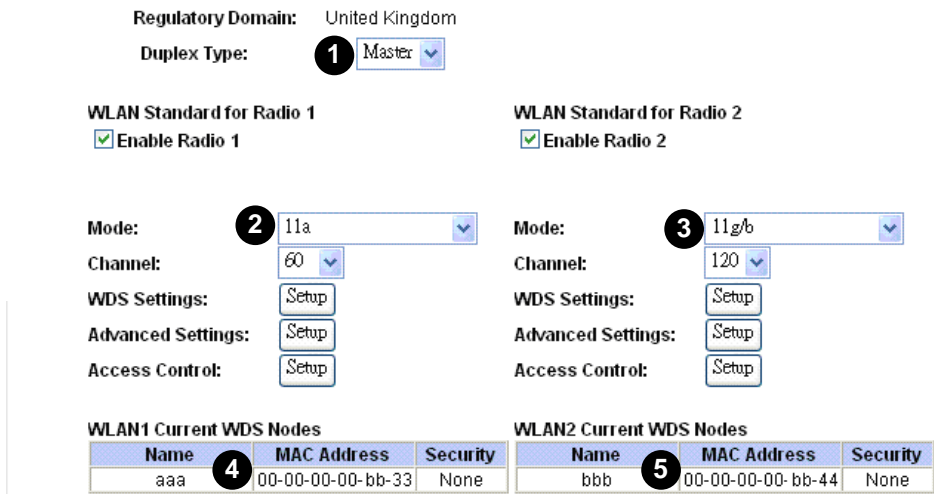 Regulatory Domain: United Kingdom
Duplex Type: 1 Master
WLAN Standard for Radio 1 WLAN Standard for Radio 2
Enable Radio 1 Enable Radio 2
Mode: 2 11a Mode: 3 11g/b
Channel: 60 Channel: 120
WDS Settings: Setup WDS Settings: Setup
Advanced Settings: Setup Advanced Settings: Setup
Access Control: Setup Access Control: Setup
WLAN1 Current WDS Nodes WLAN2 Current WDS Nodes
Name MAC Address Security Name MAC Address Security
aaa 4 00-00-00-00-bb-33 None bbb 5 00-00-00-00-bb-44 None